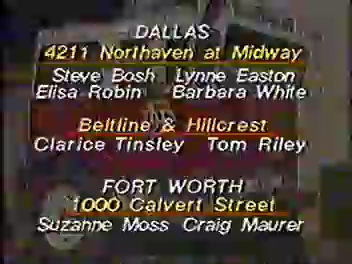 DALLAS
4211 Northaven at Midway
Steve Bosh Lynne Easton
Elisa Robin Barbara White
Beltline & Hillcrest
Clarice Tinsley Tom Riley
FORT WORTH
1000 Calvert Street
Suzanne Moss Craig Maurer